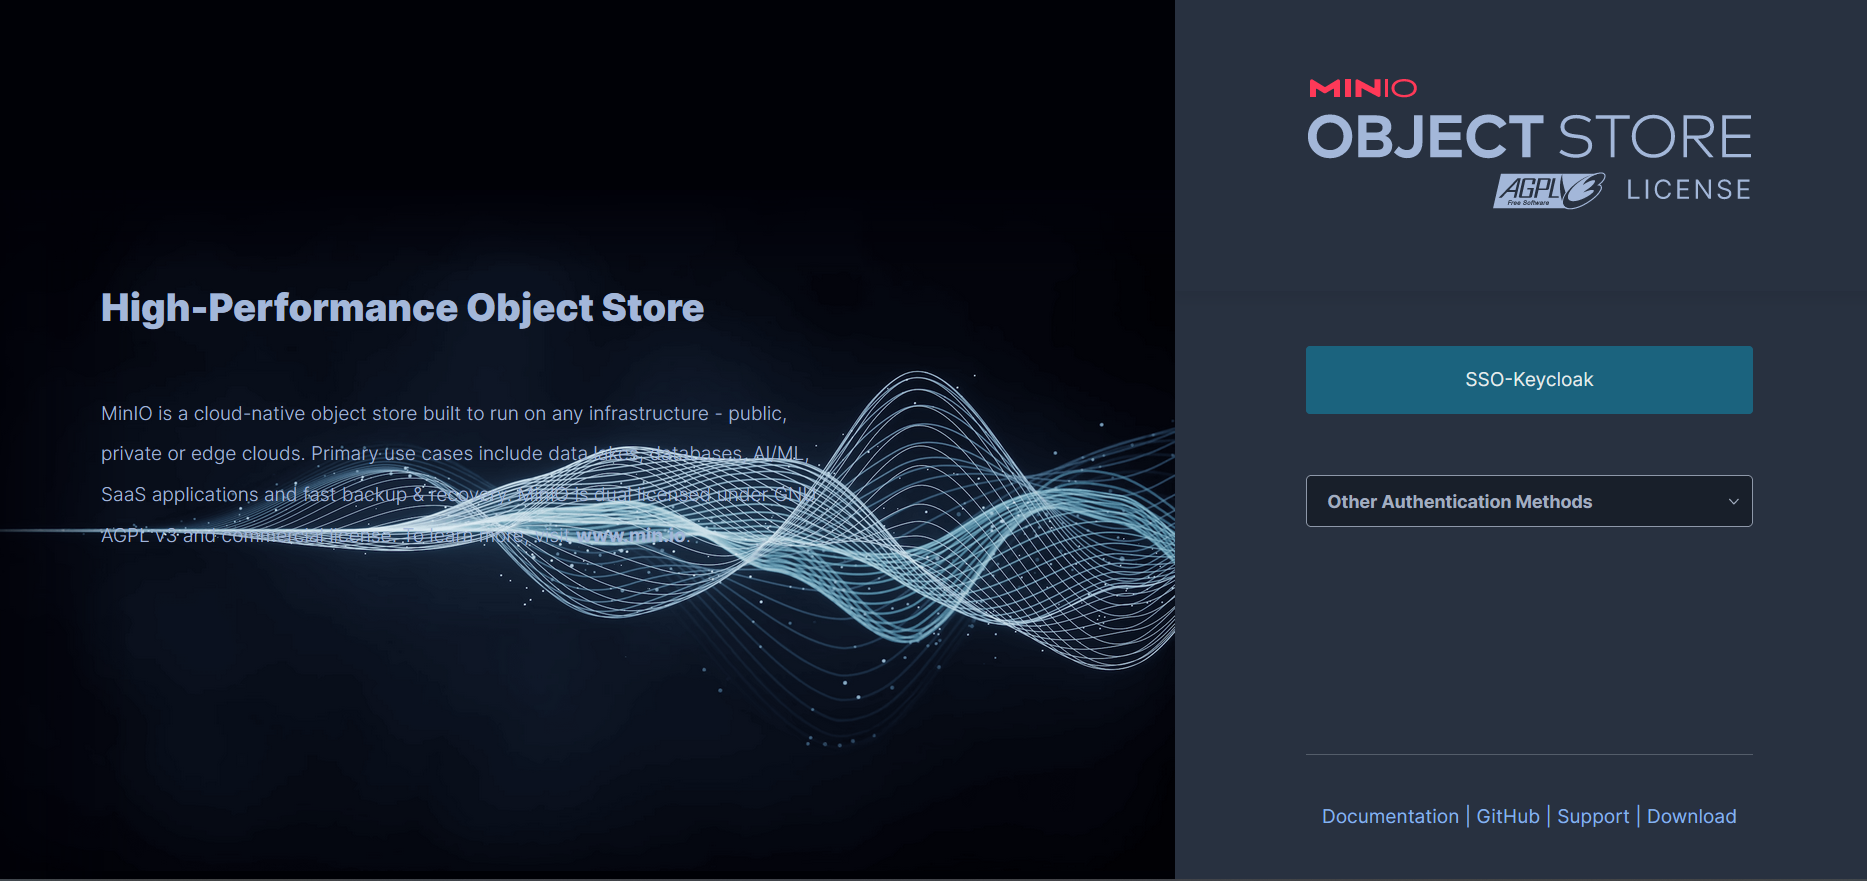 High-Performance Object Store
MinIO is a cloud-native object store built to run on any infrastructure - public,
private or edge clouds. Primary use cases include data lakes, databases, AI/ML,
SaaS applications and fast backup & recovery. MinIO is dual licensed under GNU
AGPL v3 and commercial license. To learn more, visit www.min.io.
MINIO
OBJECT STORE
AGPLv3 LICENSE
Free Software
SSO-Keycloak
Other Authentication Methods
Documentation | GitHub | Support | Download